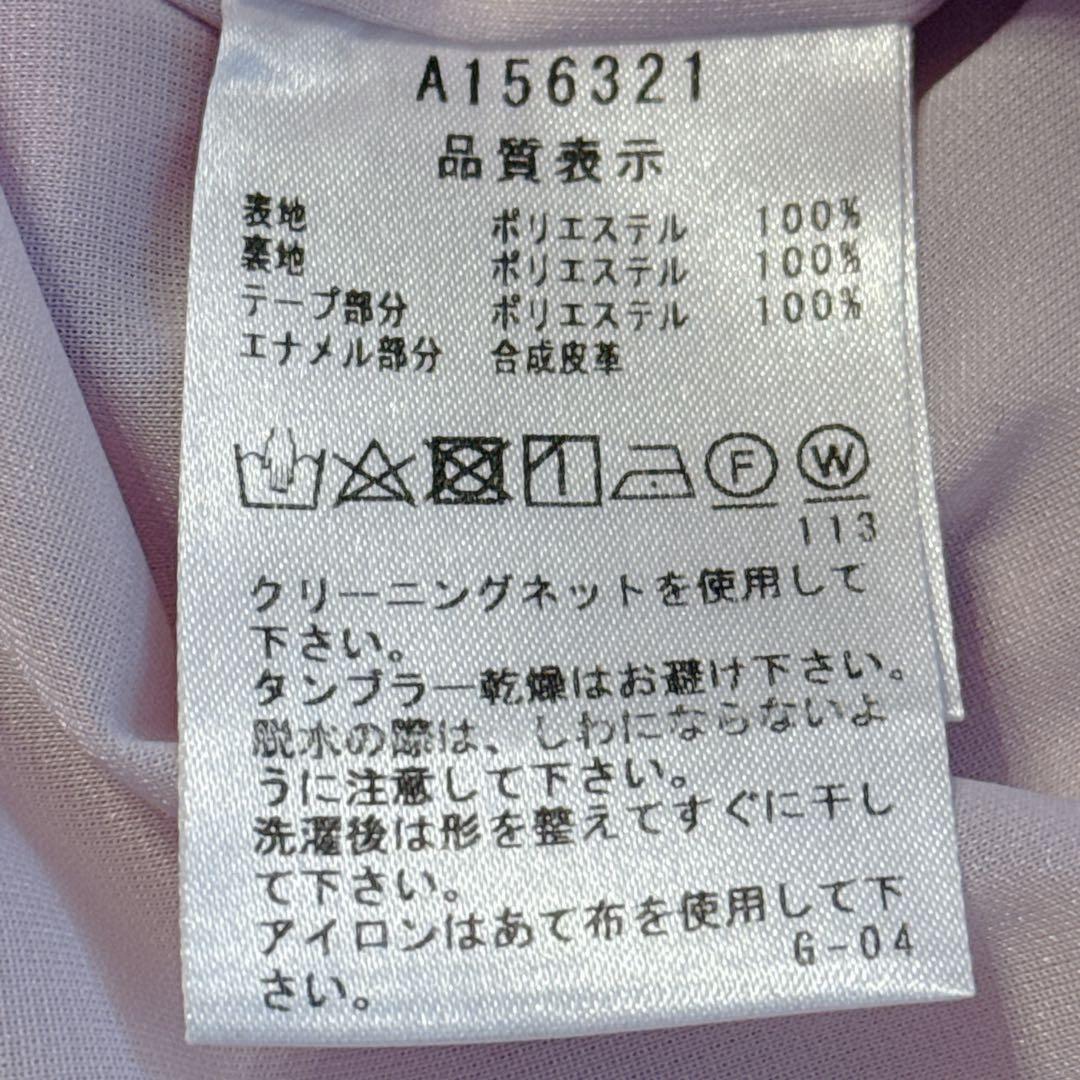 A156321
品質表示
表地 ポリエステル 100%
裏地 ポリエステル 100%
テープ部分 ポリエステル 100%
エナメル部分 合成皮革
1 F W
113
クリーニングネットを使用して
下さい。
タンブラー乾燥はお避け下さい。
脱水の際は、しわにならないよ
うに注意して下さい。
洗濯後は形を整えてすぐに干し
て下さい。
アイロンはあて布を使用して下
さい。
G-04